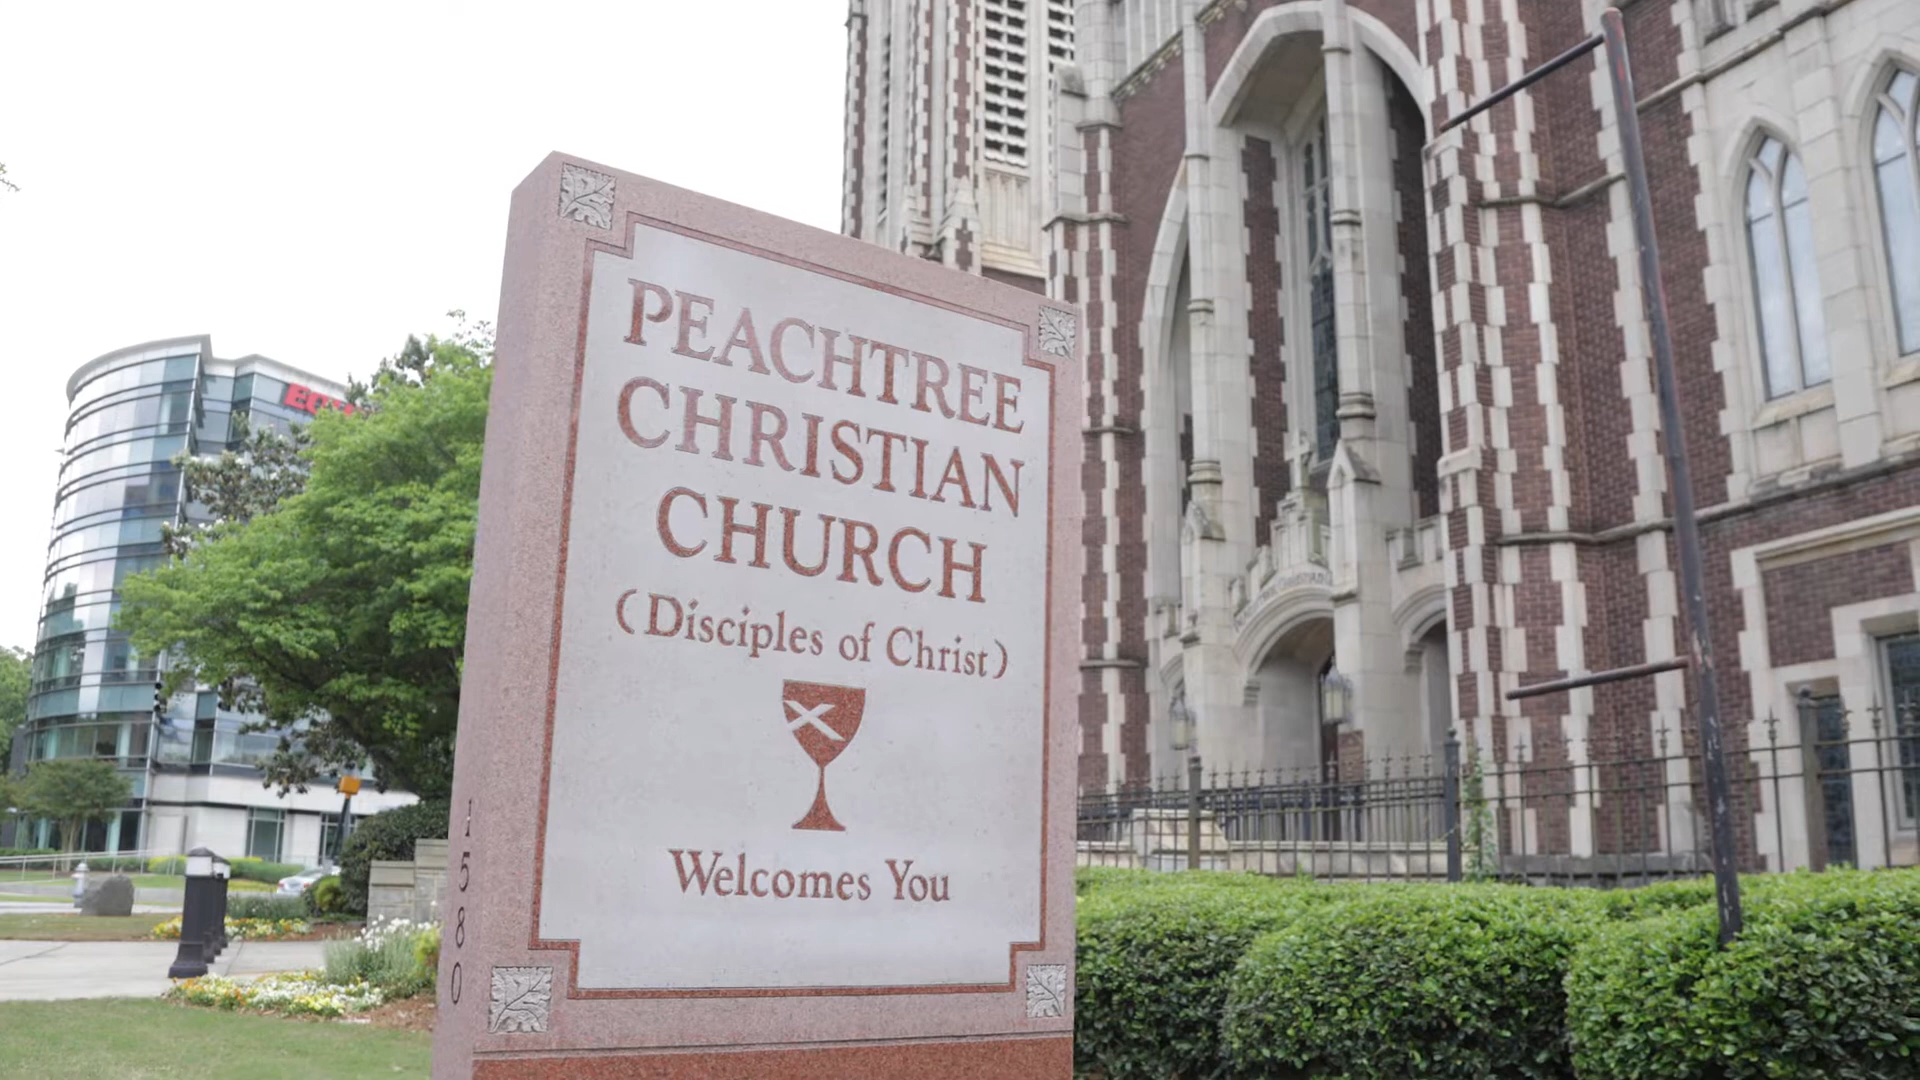 PEACHTREE
CHRISTIAN
CHURCH
(Disciples of Christ)
Welcomes You
1580